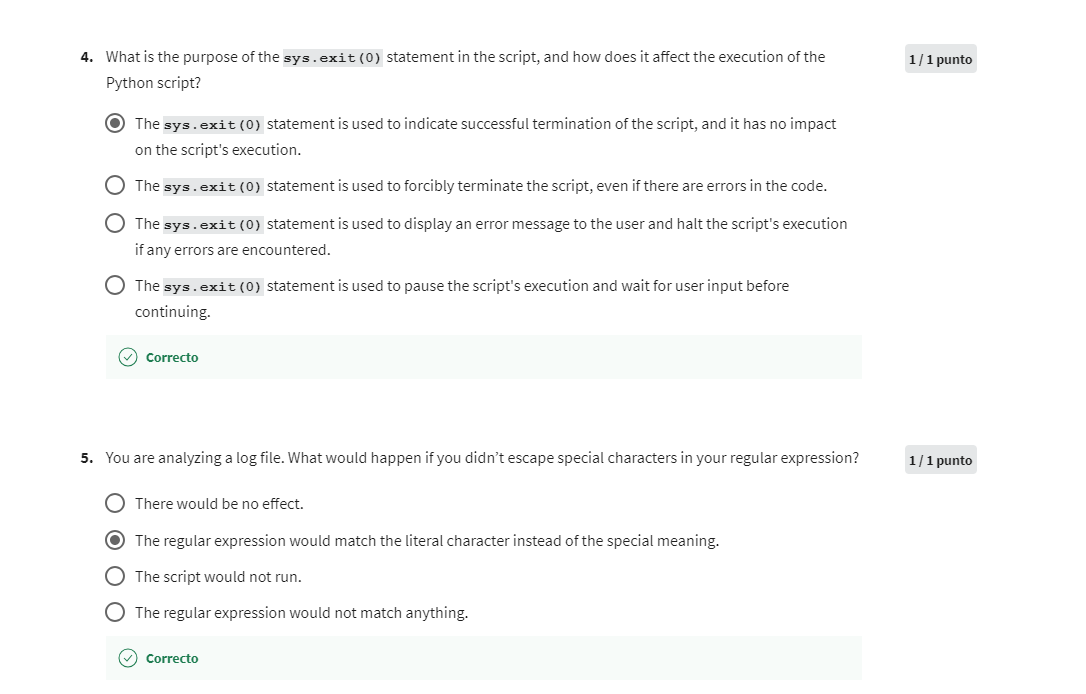 4. What is the purpose of the sys.exit(0) statement in the script, and how does it affect the execution of the
Python script?
1 / 1 punto
The sys.exit(0) statement is used to indicate successful termination of the script, and it has no impact
on the script's execution.
The sys.exit(0) statement is used to forcibly terminate the script, even if there are errors in the code.
The sys.exit(0) statement is used to display an error message to the user and halt the script's execution
if any errors are encountered.
The sys.exit(0) statement is used to pause the script's execution and wait for user input before
continuing.
Correcto
5. You are analyzing a log file. What would happen if you didn’t escape special characters in your regular expression?
1 / 1 punto
There would be no effect.
The regular expression would match the literal character instead of the special meaning.
The script would not run.
The regular expression would not match anything.
Correcto